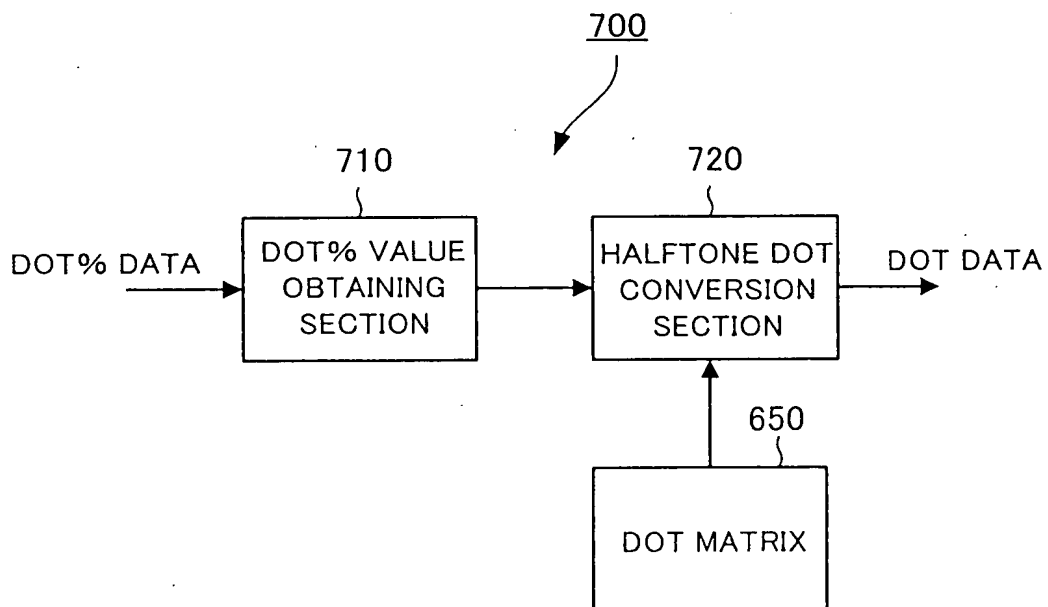 700
710
720
DOT% DATA
DOT% VALUE
OBTAINING
SECTION
HALFTONE DOT
CONVERSION
SECTION
DOT DATA
650
DOT MATRIX